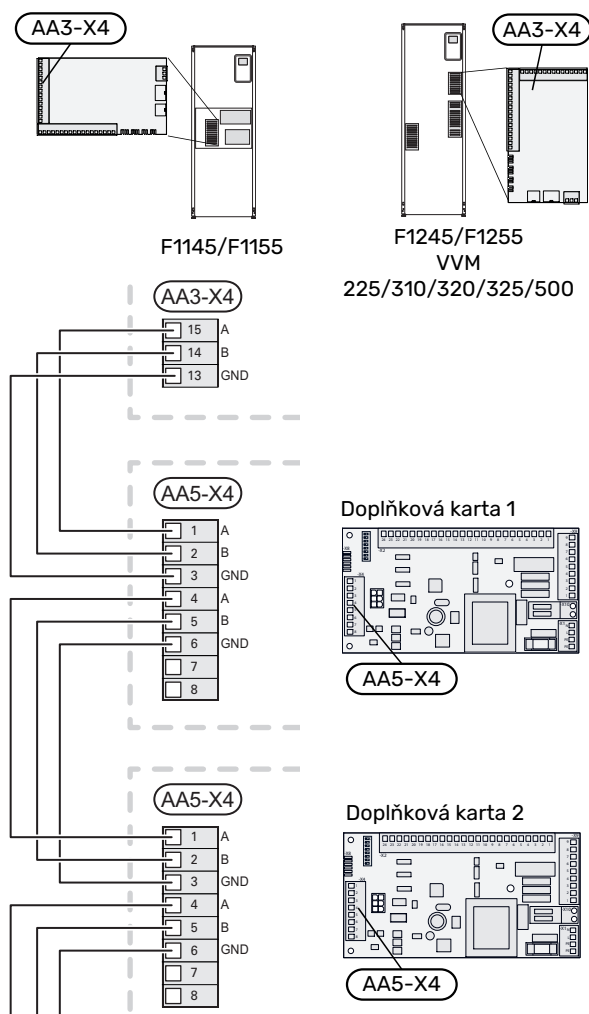 AA3-X4
AA3-X4
F1145/F1155
F1245/F1255
VVM
225/310/320/325/500
AA3-X4
15 A
14 B
13 GND
AA5-X4
1 A
2 B
3 GND
4 A
5 B
6 GND
7
8
Doplňková karta 1
AA5-X4
AA5-X4
1 A
2 B
3 GND
4 A
5 B
6 GND
7
8
Doplňková karta 2
AA5-X4